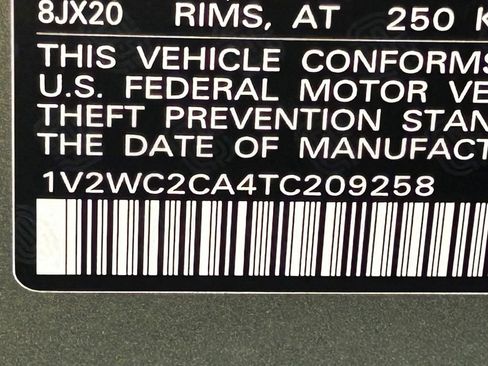 8JX20 RIMS, AT 250 K
THIS VEHICLE CONFORMS
U.S. FEDERAL MOTOR VE
THEFT PREVENTION STAN
THE DATE OF MANUFACT
1V2WC2CA4TC209258